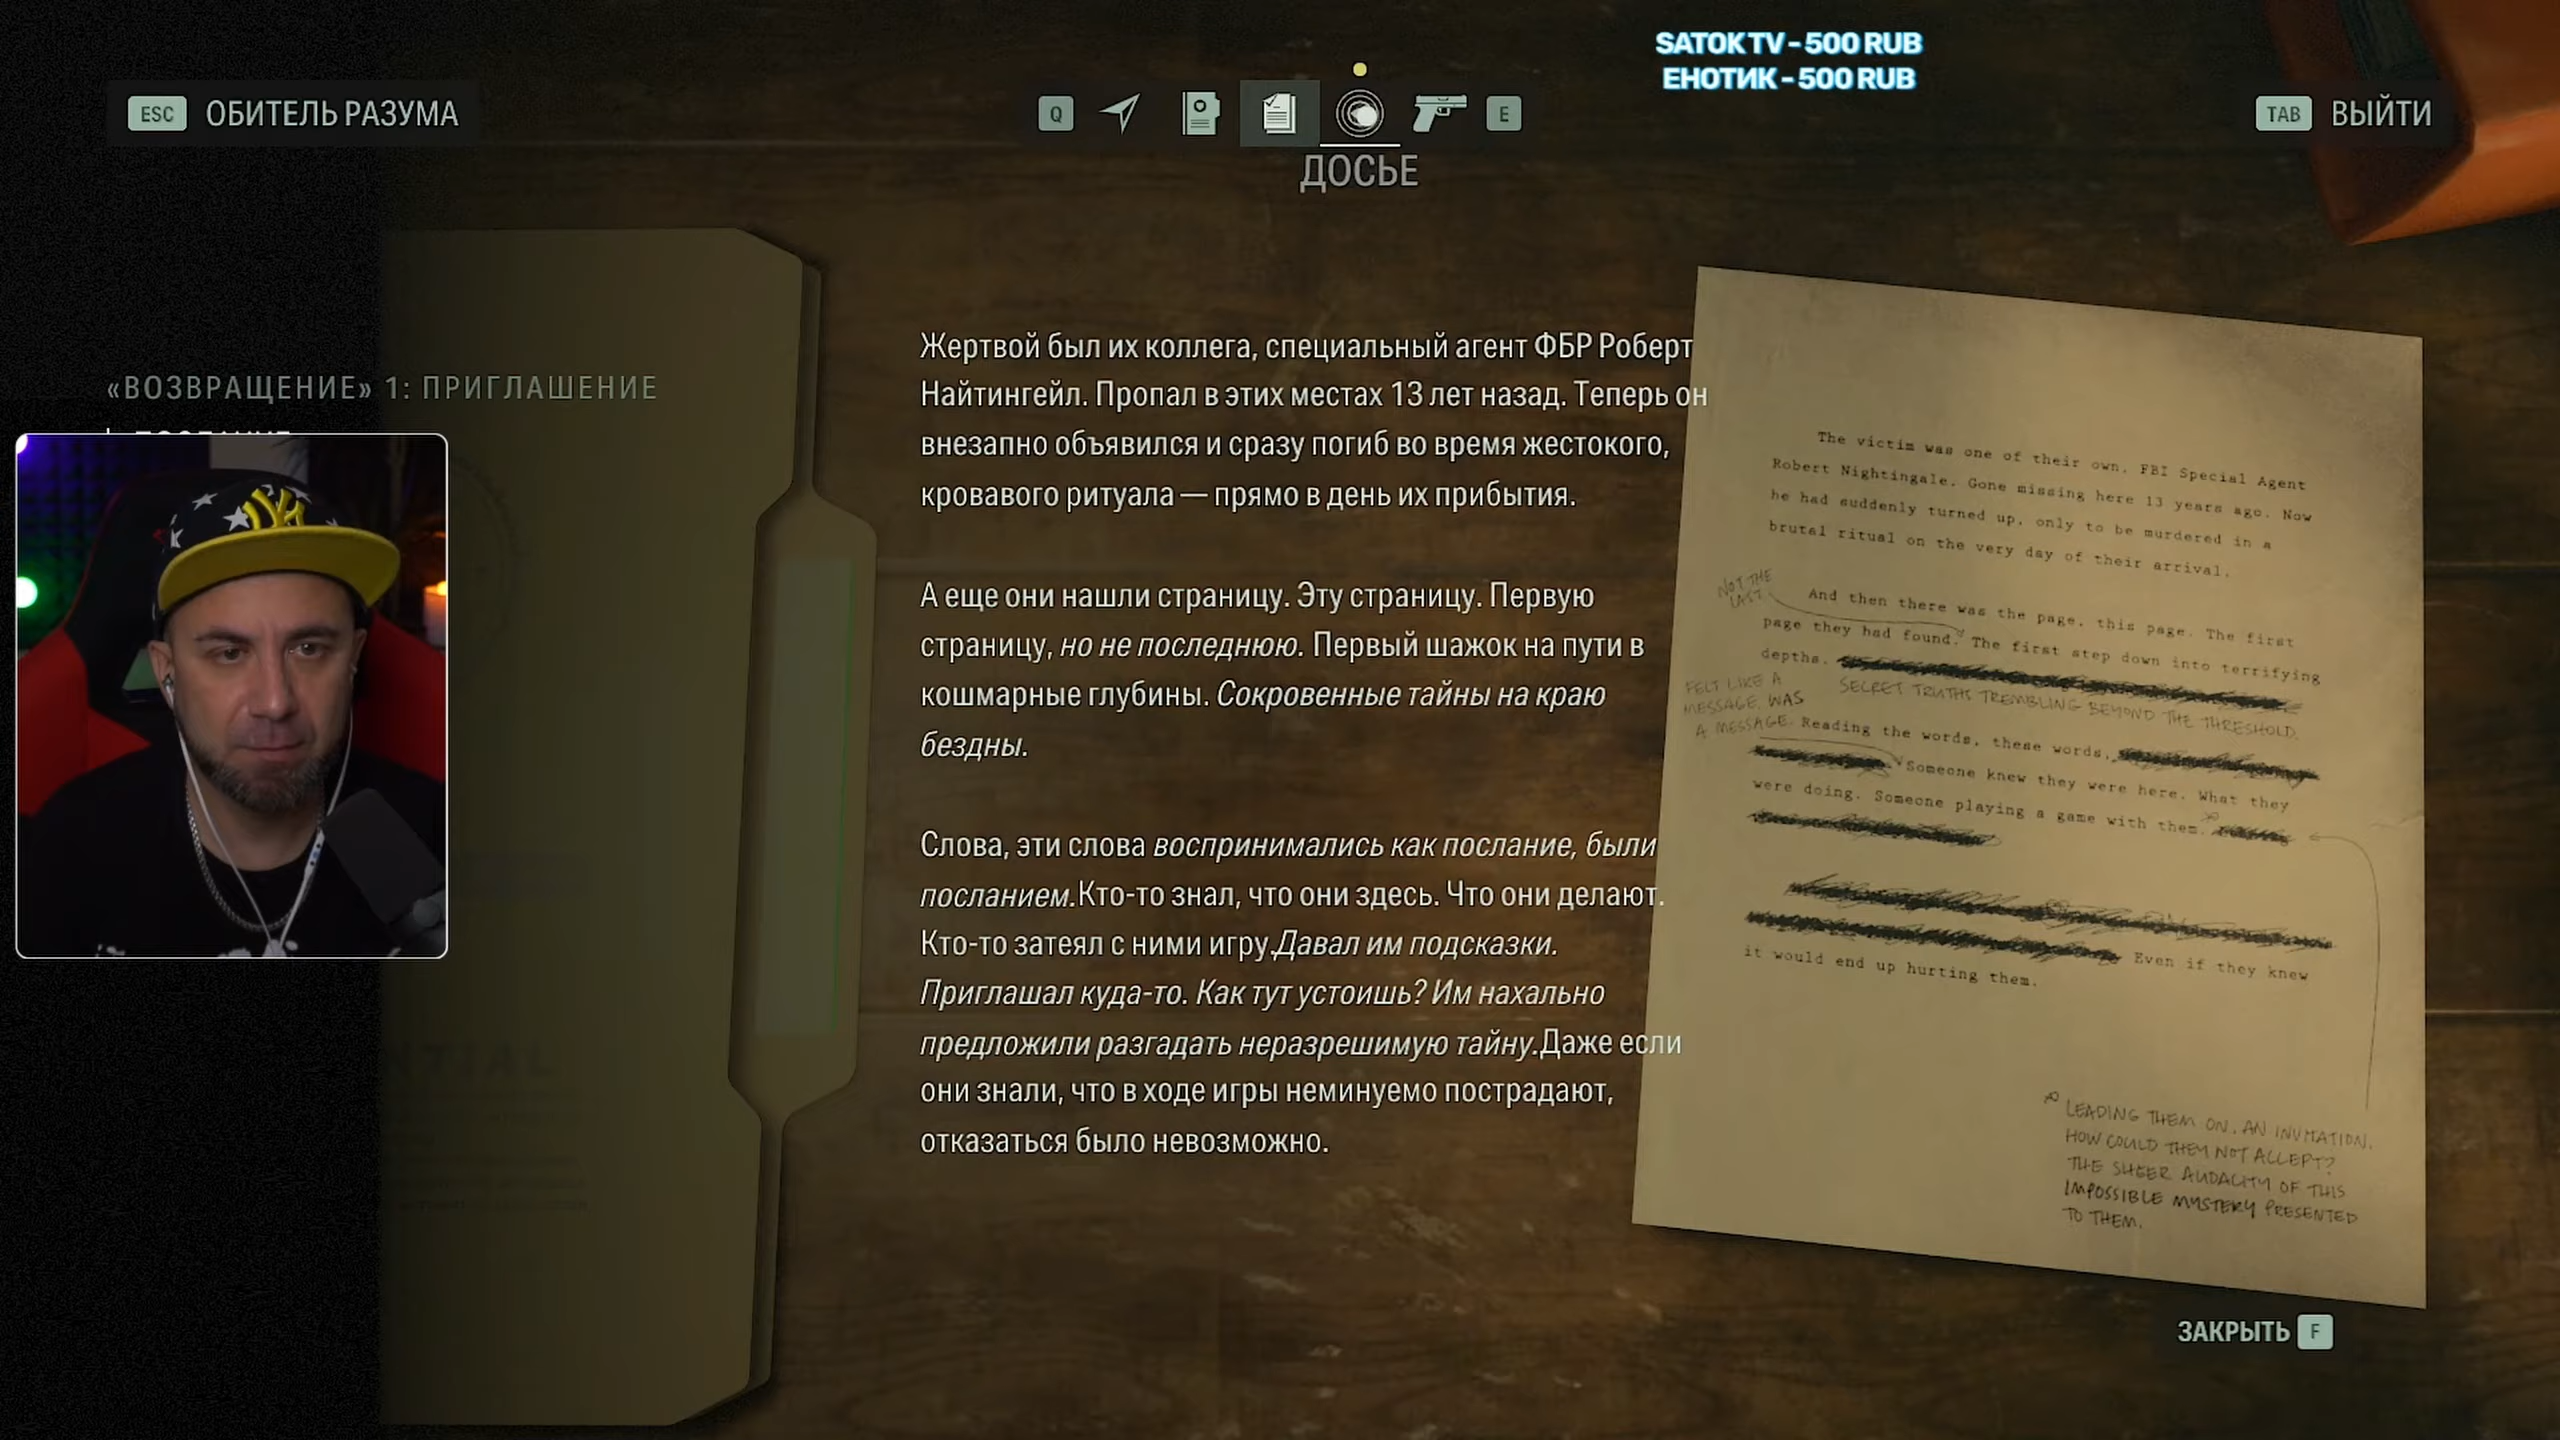 SATOK TV - 500 RUB
ЕНОТИК - 500 RUB
ESC ОБИТЕЛЬ РАЗУМА
Q
E
TAB ВЫЙТИ
ДОСЬЕ
«ВОЗВРАЩЕНИЕ» 1: ПРИГЛАШЕНИЕ
Жертвой был их коллега, специальный агент ФБР Роберт
Найтингейл. Пропал в этих местах 13 лет назад. Теперь он
внезапно объявился и сразу погиб во время жестокого,
кровавого ритуала — прямо в день их прибытия.
А еще они нашли страницу. Эту страницу. Первую
страницу, но не последнюю. Первый шажок на пути в
кошмарные глубины. Сокровенные тайны на краю
бездны.
Слова, эти слова воспринимались как послание, были
посланием.Кто-то знал, что они здесь. Что они делают.
Кто-то затеял с ними игру.Давал им подсказки.
Приглашал куда-то. Как тут устоишь? Им нахально
предложили разгадать неразрешимую тайну.Даже если
они знали, что в ходе игры неминуемо пострадают,
отказаться было невозможно.
The victim was one of their own, FBI Special Agent
Robert Nightingale. Gone missing here 13 years ago. Now
he had suddenly turned up, only to be murdered in a
brutal ritual on the very day of their arrival.
NOT THE
LAST.
And then there was the page, this page. The first
page they had found. The first step down into terrifying
depths.
SECRET TRUTHS TREMBLING BEYOND THE THRESHOLD.
FELT LIKE A
MESSAGE. WAS
A MESSAGE.
Reading the words, these words,
Someone knew they were here. What they
were doing. Someone playing a game with them.
Even if they knew
it would end up hurting them.
LEADING THEM ON. AN INVITATION.
HOW COULD THEY NOT ACCEPT?
THE SHEER AUDACITY OF THIS
IMPOSSIBLE MYSTERY PRESENTED
TO THEM.
NTIAL
ЗАКРЫТЬ F